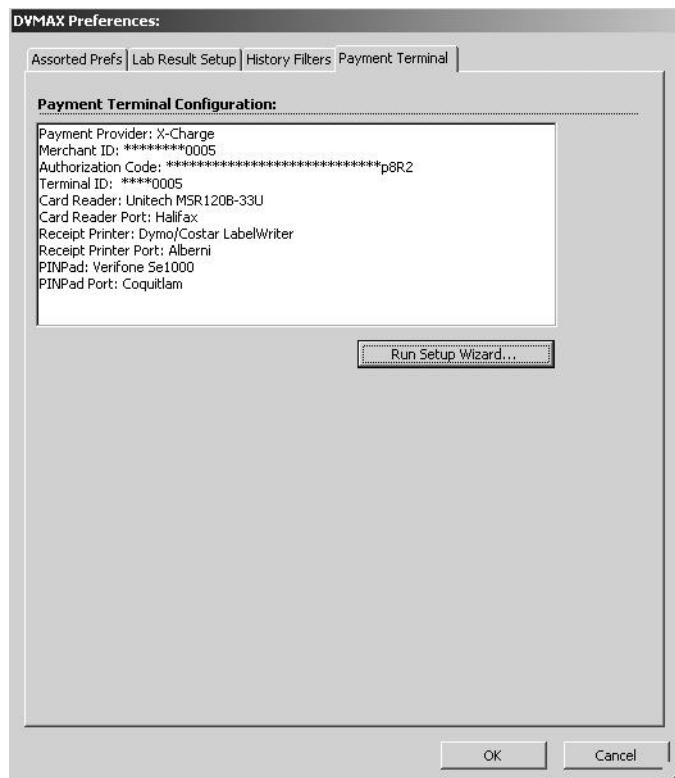 DVMAX Preferences:
Assorted Prefs Lab Result Setup History Filters Payment Terminal
Payment Terminal Configuration:
Payment Provider: X-Charge
Merchant ID: ********0005
Authorization Code: ****************************p8R2
Terminal ID: ****0005
Card Reader: Unitech MSR120B-33U
Card Reader Port: Halifax
Receipt Printer: Dymo/Costar LabelWriter
Receipt Printer Port: Alberni
PINPad: Verifone Se1000
PINPad Port: Coquitlam
Run Setup Wizard...
OK Cancel